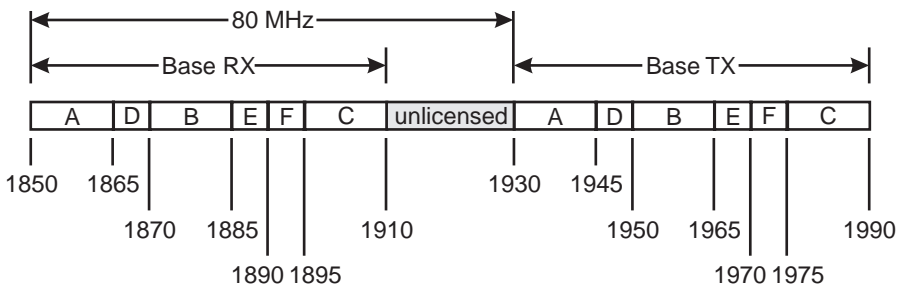 80 MHz
Base RX Base TX
A D B E F C unlicensed A D B E F C
1850 1865 1930 1945
1870 1885 1910 1950 1965 1990
1890 1895 1970 1975